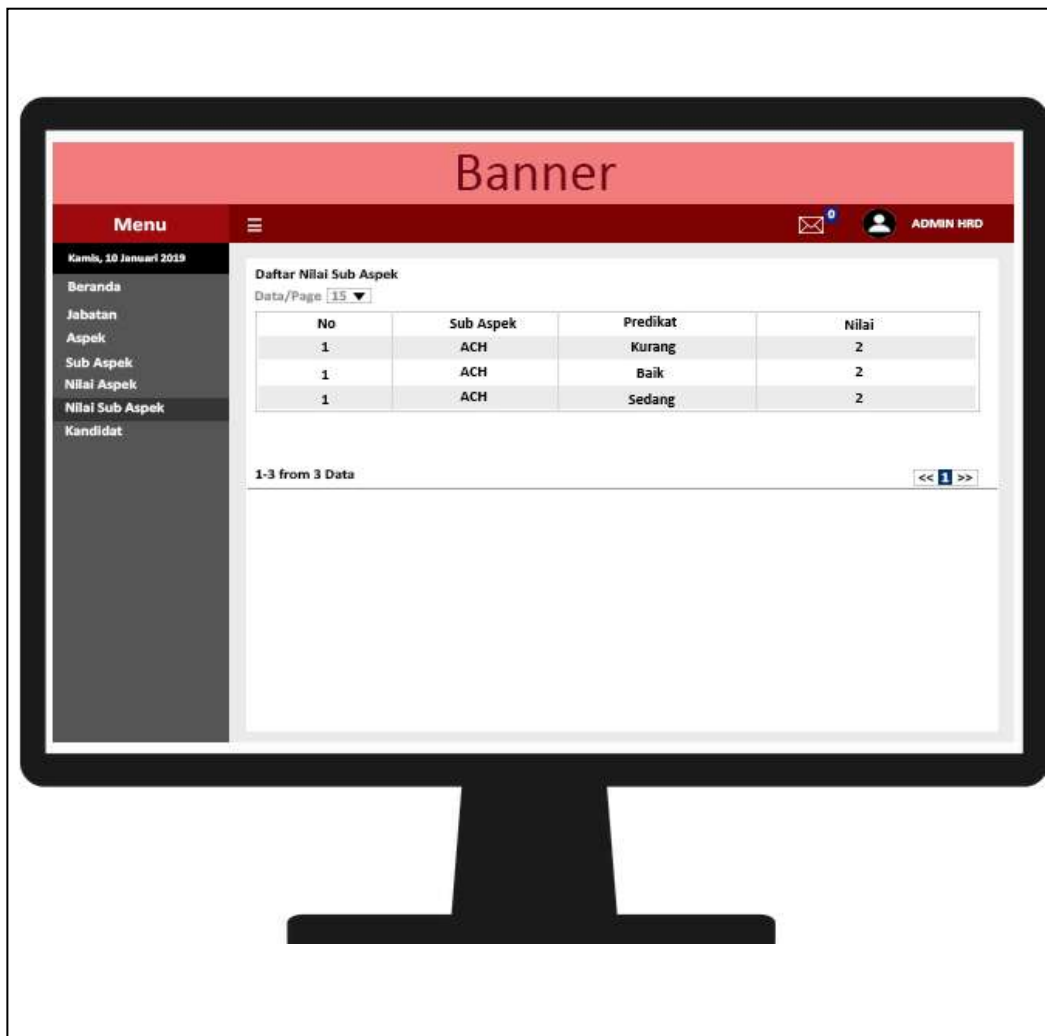 Banner
Menu ☰ 0 ADMIN HRD
Kamis, 10 Januari 2019
Beranda
Jabatan
Aspek
Sub Aspek
Nilai Aspek
Nilai Sub Aspek
Kandidat
Daftar Nilai Sub Aspek
Data/Page 15 ▼
No Sub Aspek Predikat Nilai
1 ACH Kurang 2
1 ACH Baik 2
1 ACH Sedang 2
1-3 from 3 Data << 1 >>